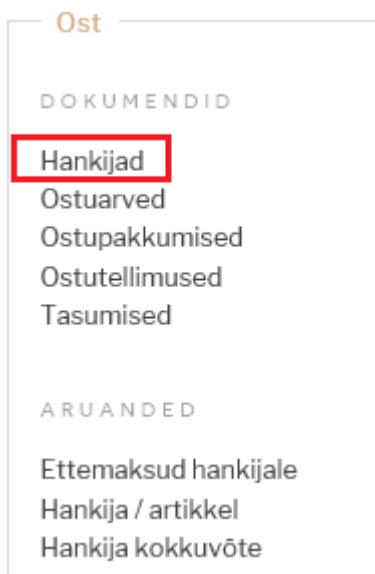 Ost
DOKUMENDID
Hankijad
Ostuarved
Ostupakkumised
Ostutellimused
Tasumised
ARUANDED
Ettemaksud hankijale
Hankija / artikkel
Hankija kokkuvõte